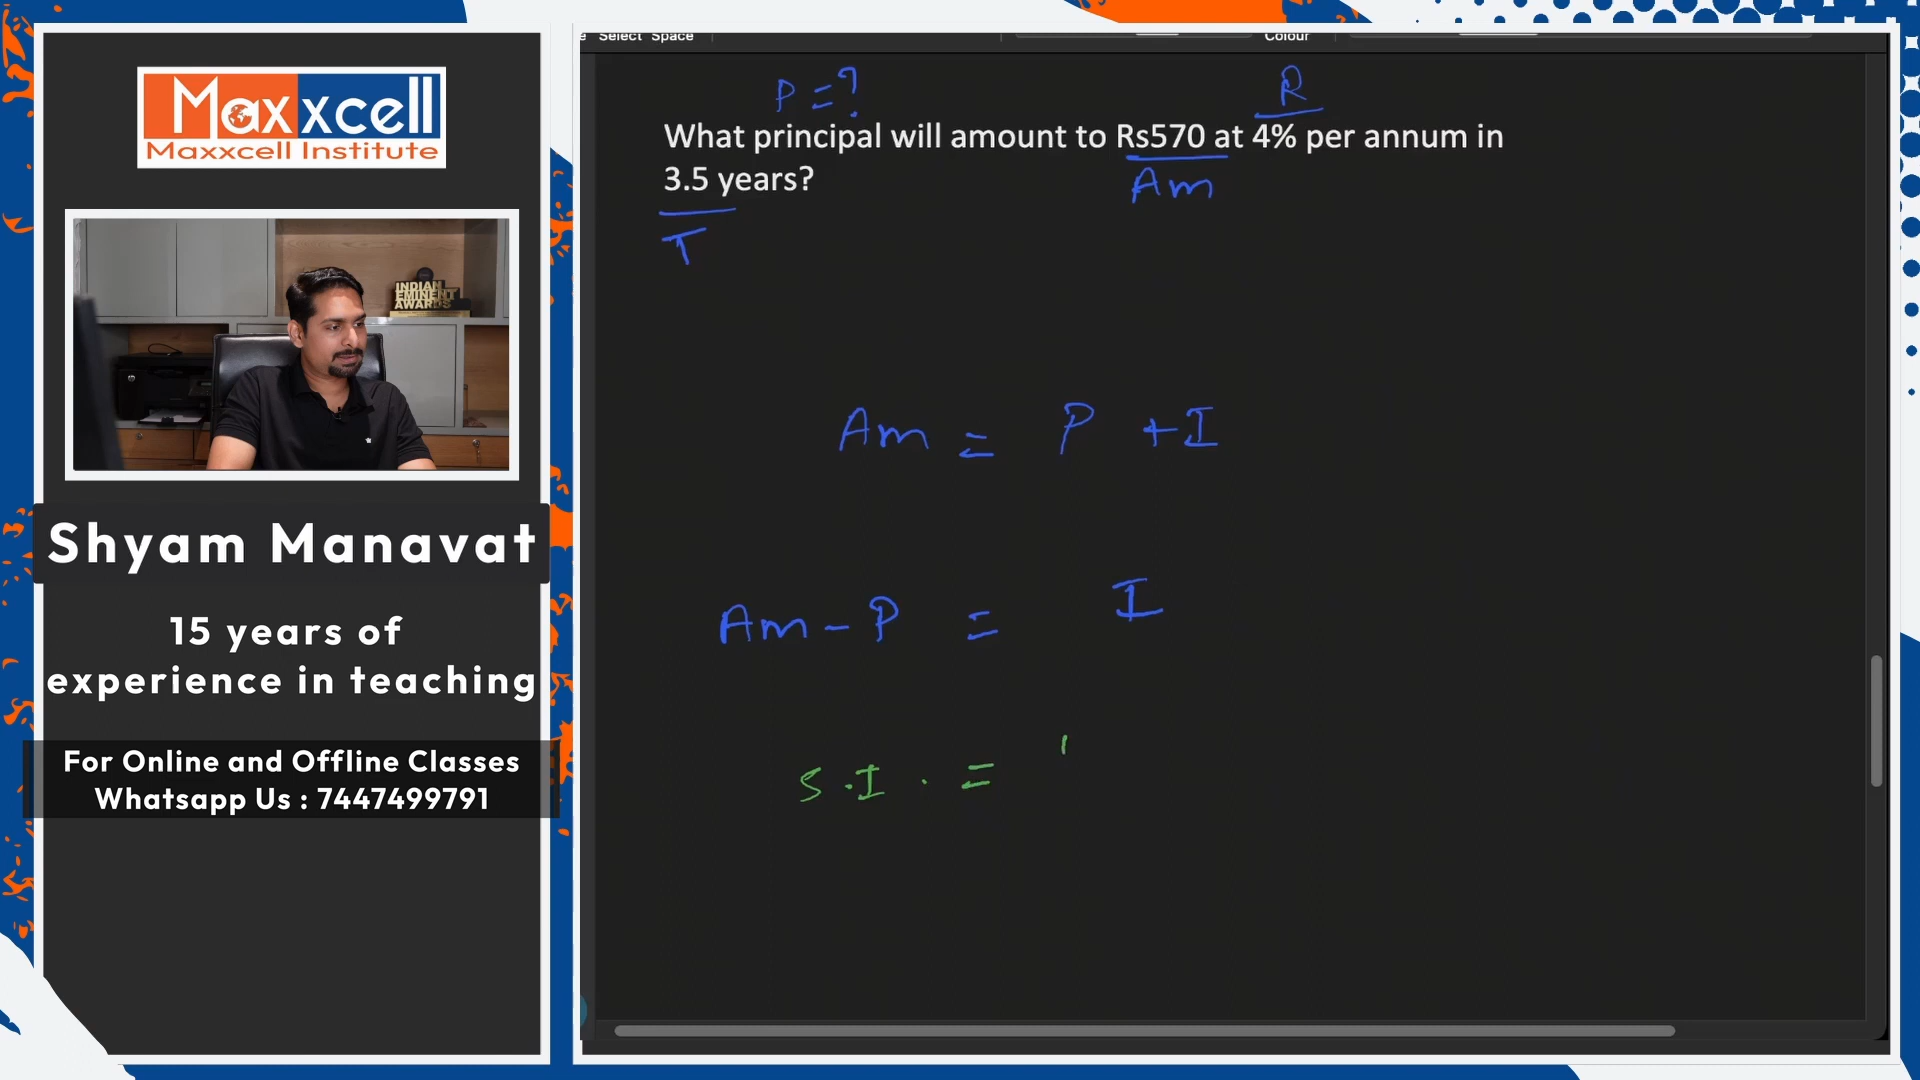 Maxxcell
Maxxcell Institute
INDIAN
EMINENT
AWARDS
Shyam Manavat
15 years of
experience in teaching
For Online and Offline Classes
Whatsapp Us : 7447499791
Select Space
Colour
P = ?
R
What principal will amount to Rs570 at 4% per annum in
3.5 years?
Am
T
Am = P + I
Am - P = I
S.I. =